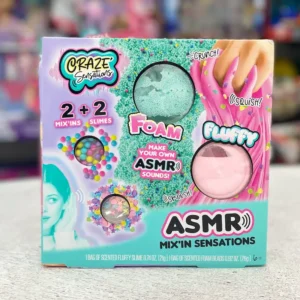 CRAZE
Sensations
CRUNCH!
2 + 2
MIX'INS SLIMES
SQUISH!
FOAM
FLUFFY
MAKE
YOUR OWN
ASMR
SOUNDS!
SQUISH!
ASMR
MIX'IN SENSATIONS